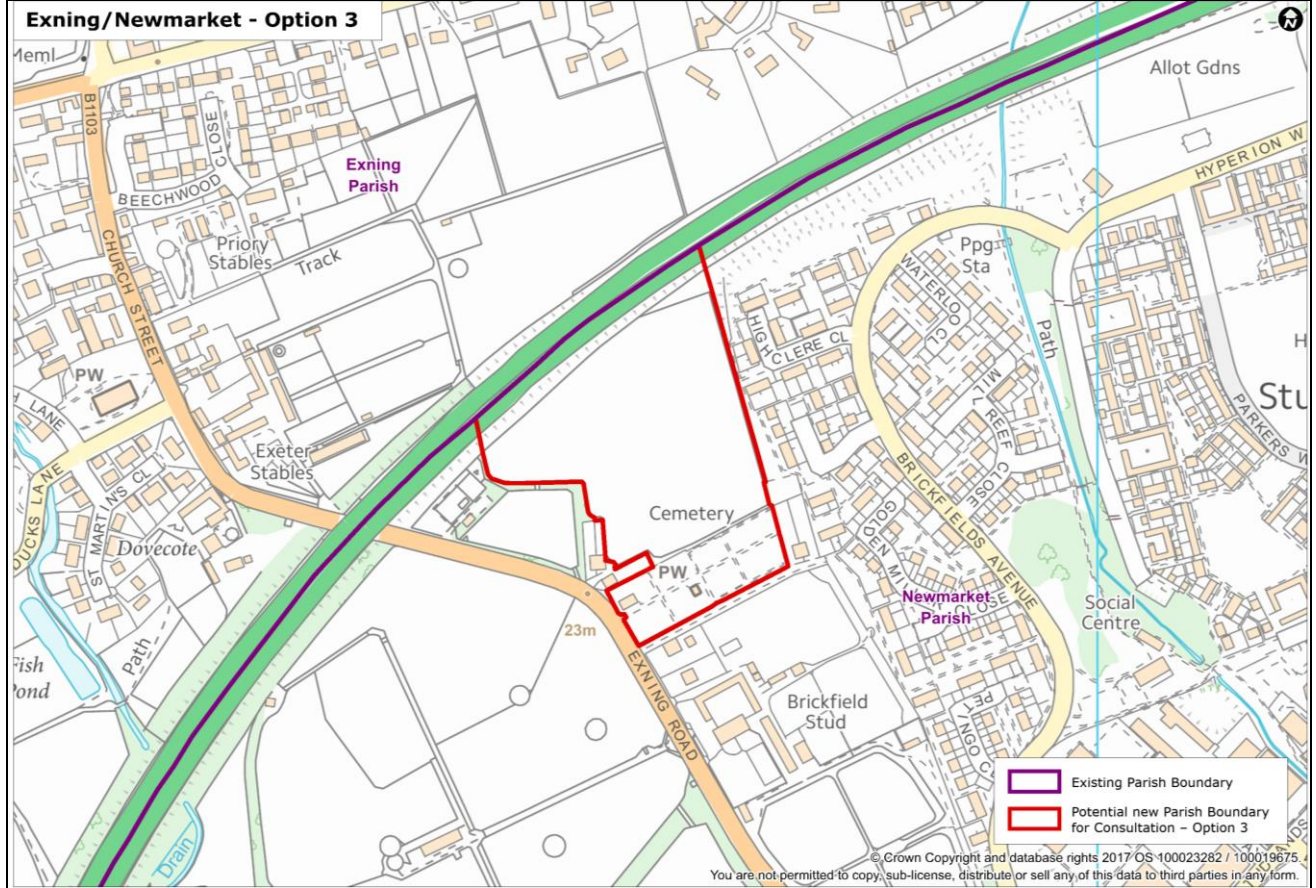 Exning/Newmarket - Option 3
N
Meml
Allot Gdns
B1103
BEECHWOOD CLOSE
Exning
Parish
HYPERION W
CHURCH STREET
Priory
Stables
Track
Ppg
Sta
WATERLOO CL
HIGHCLERE CL
Path
MILL REEF CLOSE
PW
H LANE
Stu
PARKERS W
Exeter
Stables
DUCKS LANE
ST MARTINS CL
BRICKFIELDS AVENUE
Cemetery
GOLDEN MILLER CLOSE
Dovecote
PW
Newmarket
Parish
Social
Centre
23m
Path
Fish
Pond
EXNING ROAD
Brickfield
Stud
PETINGO C
Drain
Existing Parish Boundary
Potential new Parish Boundary
for Consultation – Option 3
© Crown Copyright and database rights 2017 OS 100023282 / 100019675.
You are not permitted to copy, sub-license, distribute or sell any of this data to third parties in any form.